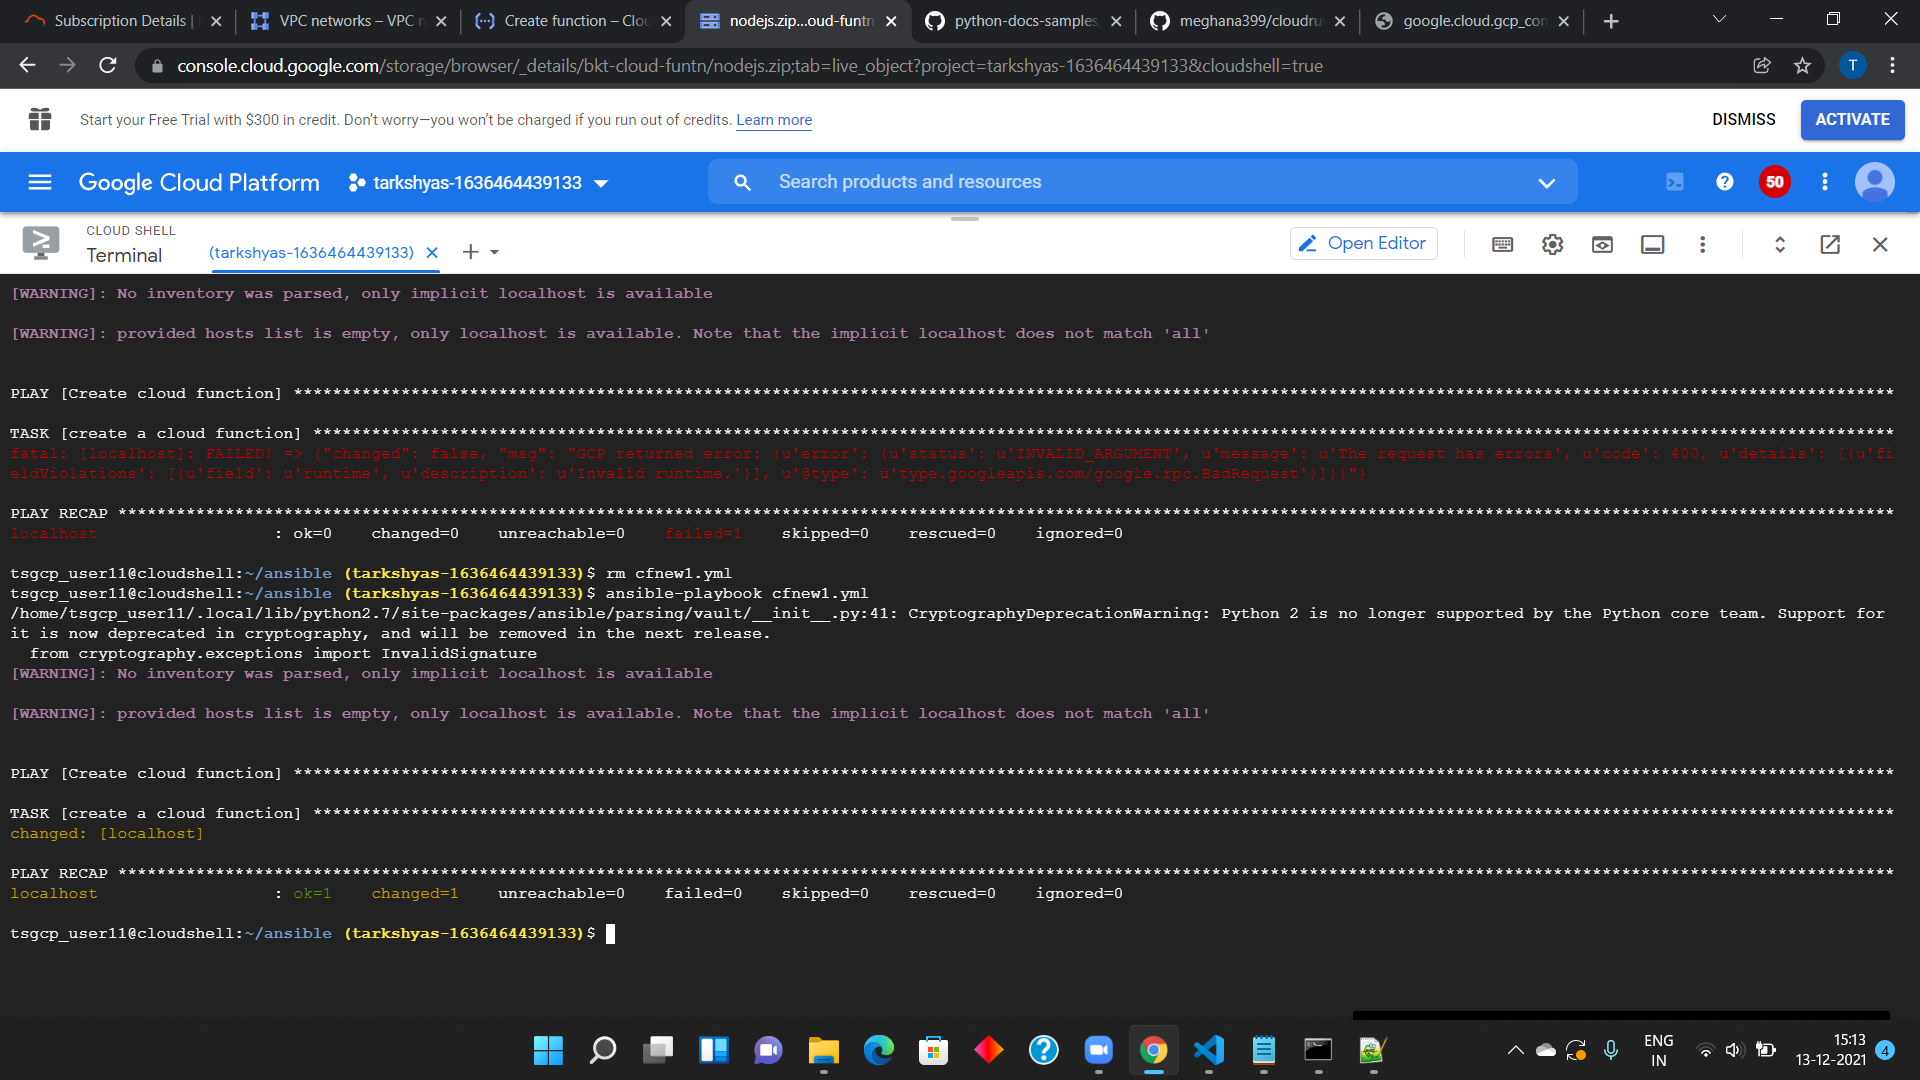 Subscription Details |
VPC networks – VPC n
Create function – Clou
nodejs.zip...oud-funtn
python-docs-samples
meghana399/cloudru
google.cloud.gcp_con
console.cloud.google.com/storage/browser/_details/bkt-cloud-funtn/nodejs.zip;tab=live_object?project=tarkshyas-1636464439133&cloudshell=true
T
Start your Free Trial with $300 in credit. Don't worry—you won't be charged if you run out of credits. Learn more
DISMISS
ACTIVATE
Google Cloud Platform
tarkshyas-1636464439133
Search products and resources
50
CLOUD SHELL
Terminal
(tarkshyas-1636464439133)
Open Editor
[WARNING]: No inventory was parsed, only implicit localhost is available
[WARNING]: provided hosts list is empty, only localhost is available. Note that the implicit localhost does not match 'all'
PLAY [Create cloud function] ****************************************************************************************************************************************************************
TASK [create a cloud function] **************************************************************************************************************************************************************
fatal: [localhost]: FAILED! => {"changed": false, "msg": "GCP returned error: {u'error': {u'status': u'INVALID_ARGUMENT', u'message': u'The request has errors', u'code': 400, u'details': [{u'fi
eldViolations': [{u'field': u'runtime', u'description': u'Invalid runtime.'}], u'@type': u'type.googleapis.com/google.rpc.BadRequest'}]}}"}
PLAY RECAP **********************************************************************************************************************************************************************************
localhost : ok=0 changed=0 unreachable=0 failed=1 skipped=0 rescued=0 ignored=0
tsgcp_user11@cloudshell:~/ansible (tarkshyas-1636464439133)$ rm cfnew1.yml
tsgcp_user11@cloudshell:~/ansible (tarkshyas-1636464439133)$ ansible-playbook cfnew1.yml
/home/tsgcp_user11/.local/lib/python2.7/site-packages/ansible/parsing/vault/__init__.py:41: CryptographyDeprecationWarning: Python 2 is no longer supported by the Python core team. Support for
it is now deprecated in cryptography, and will be removed in the next release.
from cryptography.exceptions import InvalidSignature
[WARNING]: No inventory was parsed, only implicit localhost is available
[WARNING]: provided hosts list is empty, only localhost is available. Note that the implicit localhost does not match 'all'
PLAY [Create cloud function] ****************************************************************************************************************************************************************
TASK [create a cloud function] **************************************************************************************************************************************************************
changed: [localhost]
PLAY RECAP **********************************************************************************************************************************************************************************
localhost : ok=1 changed=1 unreachable=0 failed=0 skipped=0 rescued=0 ignored=0
tsgcp_user11@cloudshell:~/ansible (tarkshyas-1636464439133)$
ENG
IN
15:13
13-12-2021
4